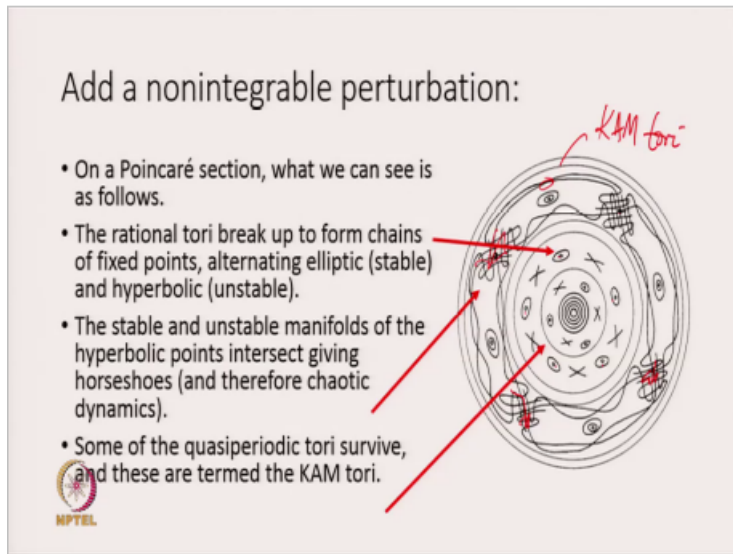 Add a nonintegrable perturbation:
KAM tori
• On a Poincaré section, what we can see is
as follows.
• The rational tori break up to form chains
of fixed points, alternating elliptic (stable)
and hyperbolic (unstable).
• The stable and unstable manifolds of the
hyperbolic points intersect giving
horseshoes (and therefore chaotic
dynamics).
• Some of the quasiperiodic tori survive,
and these are termed the KAM tori.
NPTEL